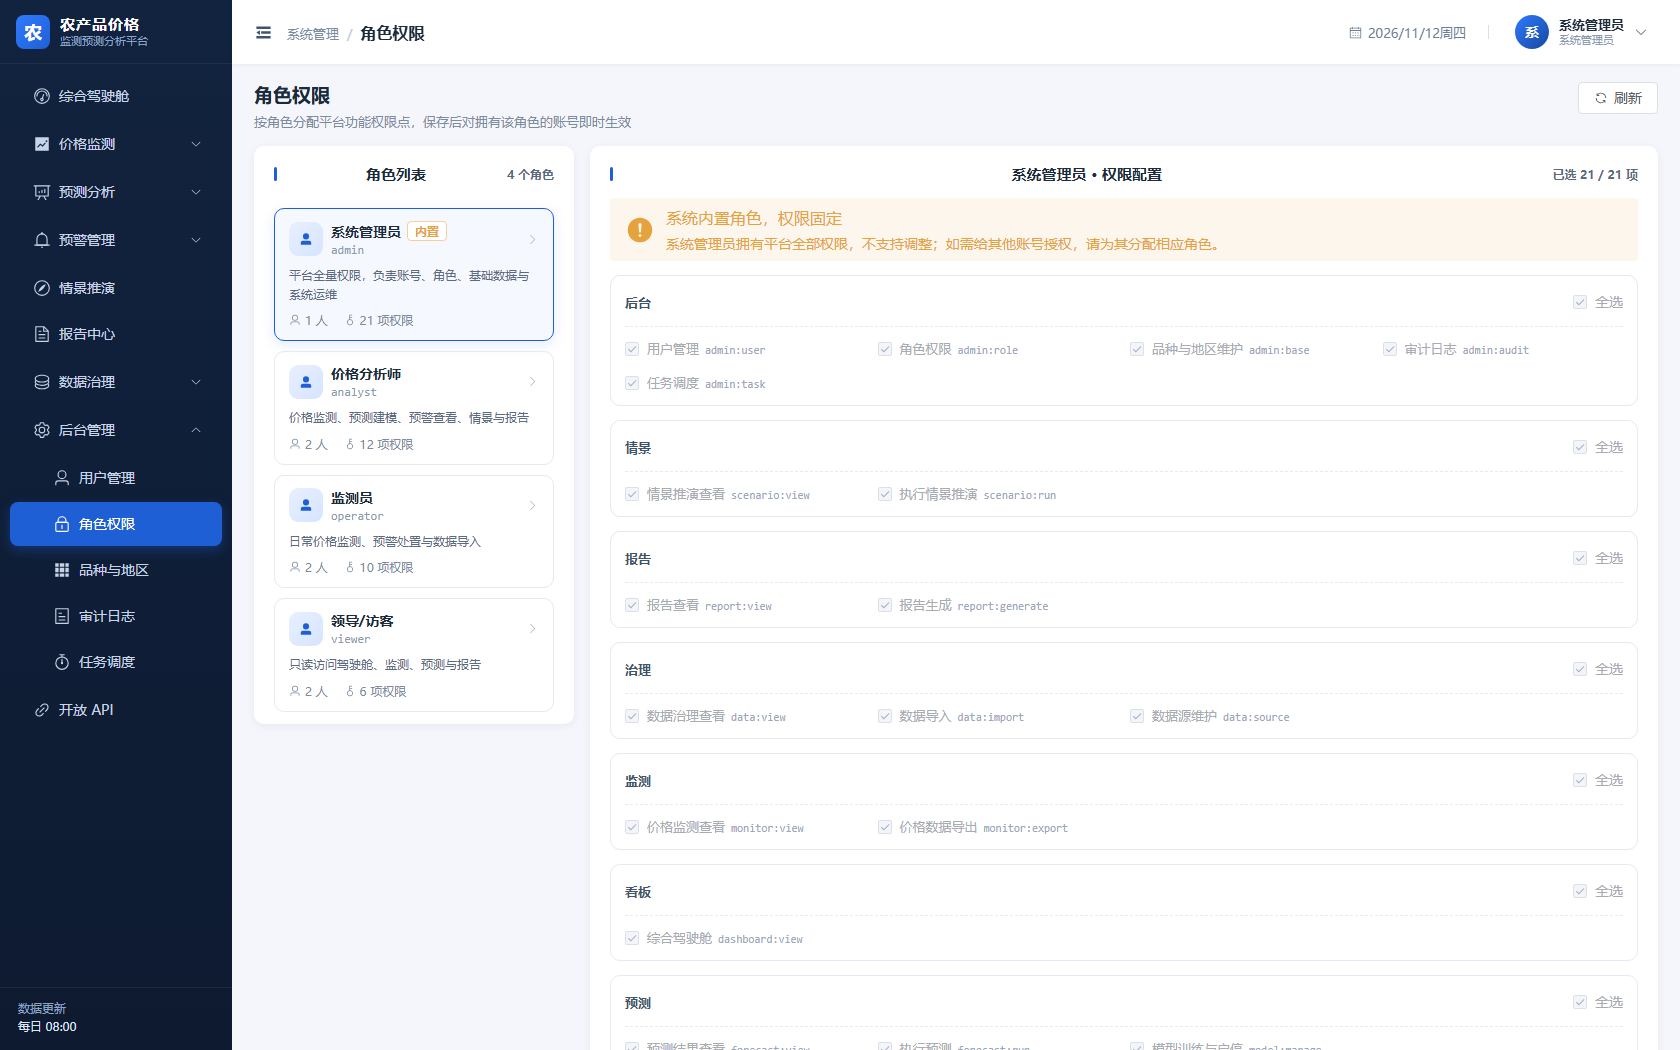 农
农产品价格
监测预测分析平台
综合驾驶舱
价格监测
预测分析
预警管理
情景推演
报告中心
数据治理
后台管理
用户管理
角色权限
品种与地区
审计日志
任务调度
开放 API
数据更新
每日 08:00
系统管理 / 角色权限
2026/11/12周四
系
系统管理员
系统管理员
角色权限
按角色分配平台功能权限点，保存后对拥有该角色的账号即时生效
刷新
角色列表
4 个角色
系统管理员 内置
admin
平台全量权限，负责账号、角色、基础数据与
系统运维
1 人 21 项权限
价格分析师
analyst
价格监测、预测建模、预警查看、情景与报告
2 人 12 项权限
监测员
operator
日常价格监测、预警处置与数据导入
2 人 10 项权限
领导/访客
viewer
只读访问驾驶舱、监测、预测与报告
2 人 6 项权限
系统管理员 • 权限配置
已选 21 / 21 项
系统内置角色，权限固定
系统管理员拥有平台全部权限，不支持调整；如需给其他账号授权，请为其分配相应角色。
后台 全选
用户管理 admin:user 角色权限 admin:role 品种与地区维护 admin:base 审计日志 admin:audit
任务调度 admin:task
情景 全选
情景推演查看 scenario:view 执行情景推演 scenario:run
报告 全选
报告查看 report:view 报告生成 report:generate
治理 全选
数据治理查看 data:view 数据导入 data:import 数据源维护 data:source
监测 全选
价格监测查看 monitor:view 价格数据导出 monitor:export
看板 全选
综合驾驶舱 dashboard:view
预测 全选
预测结果查看 forecast:view 执行预测 forecast:run 模型训练与启停 model:manage